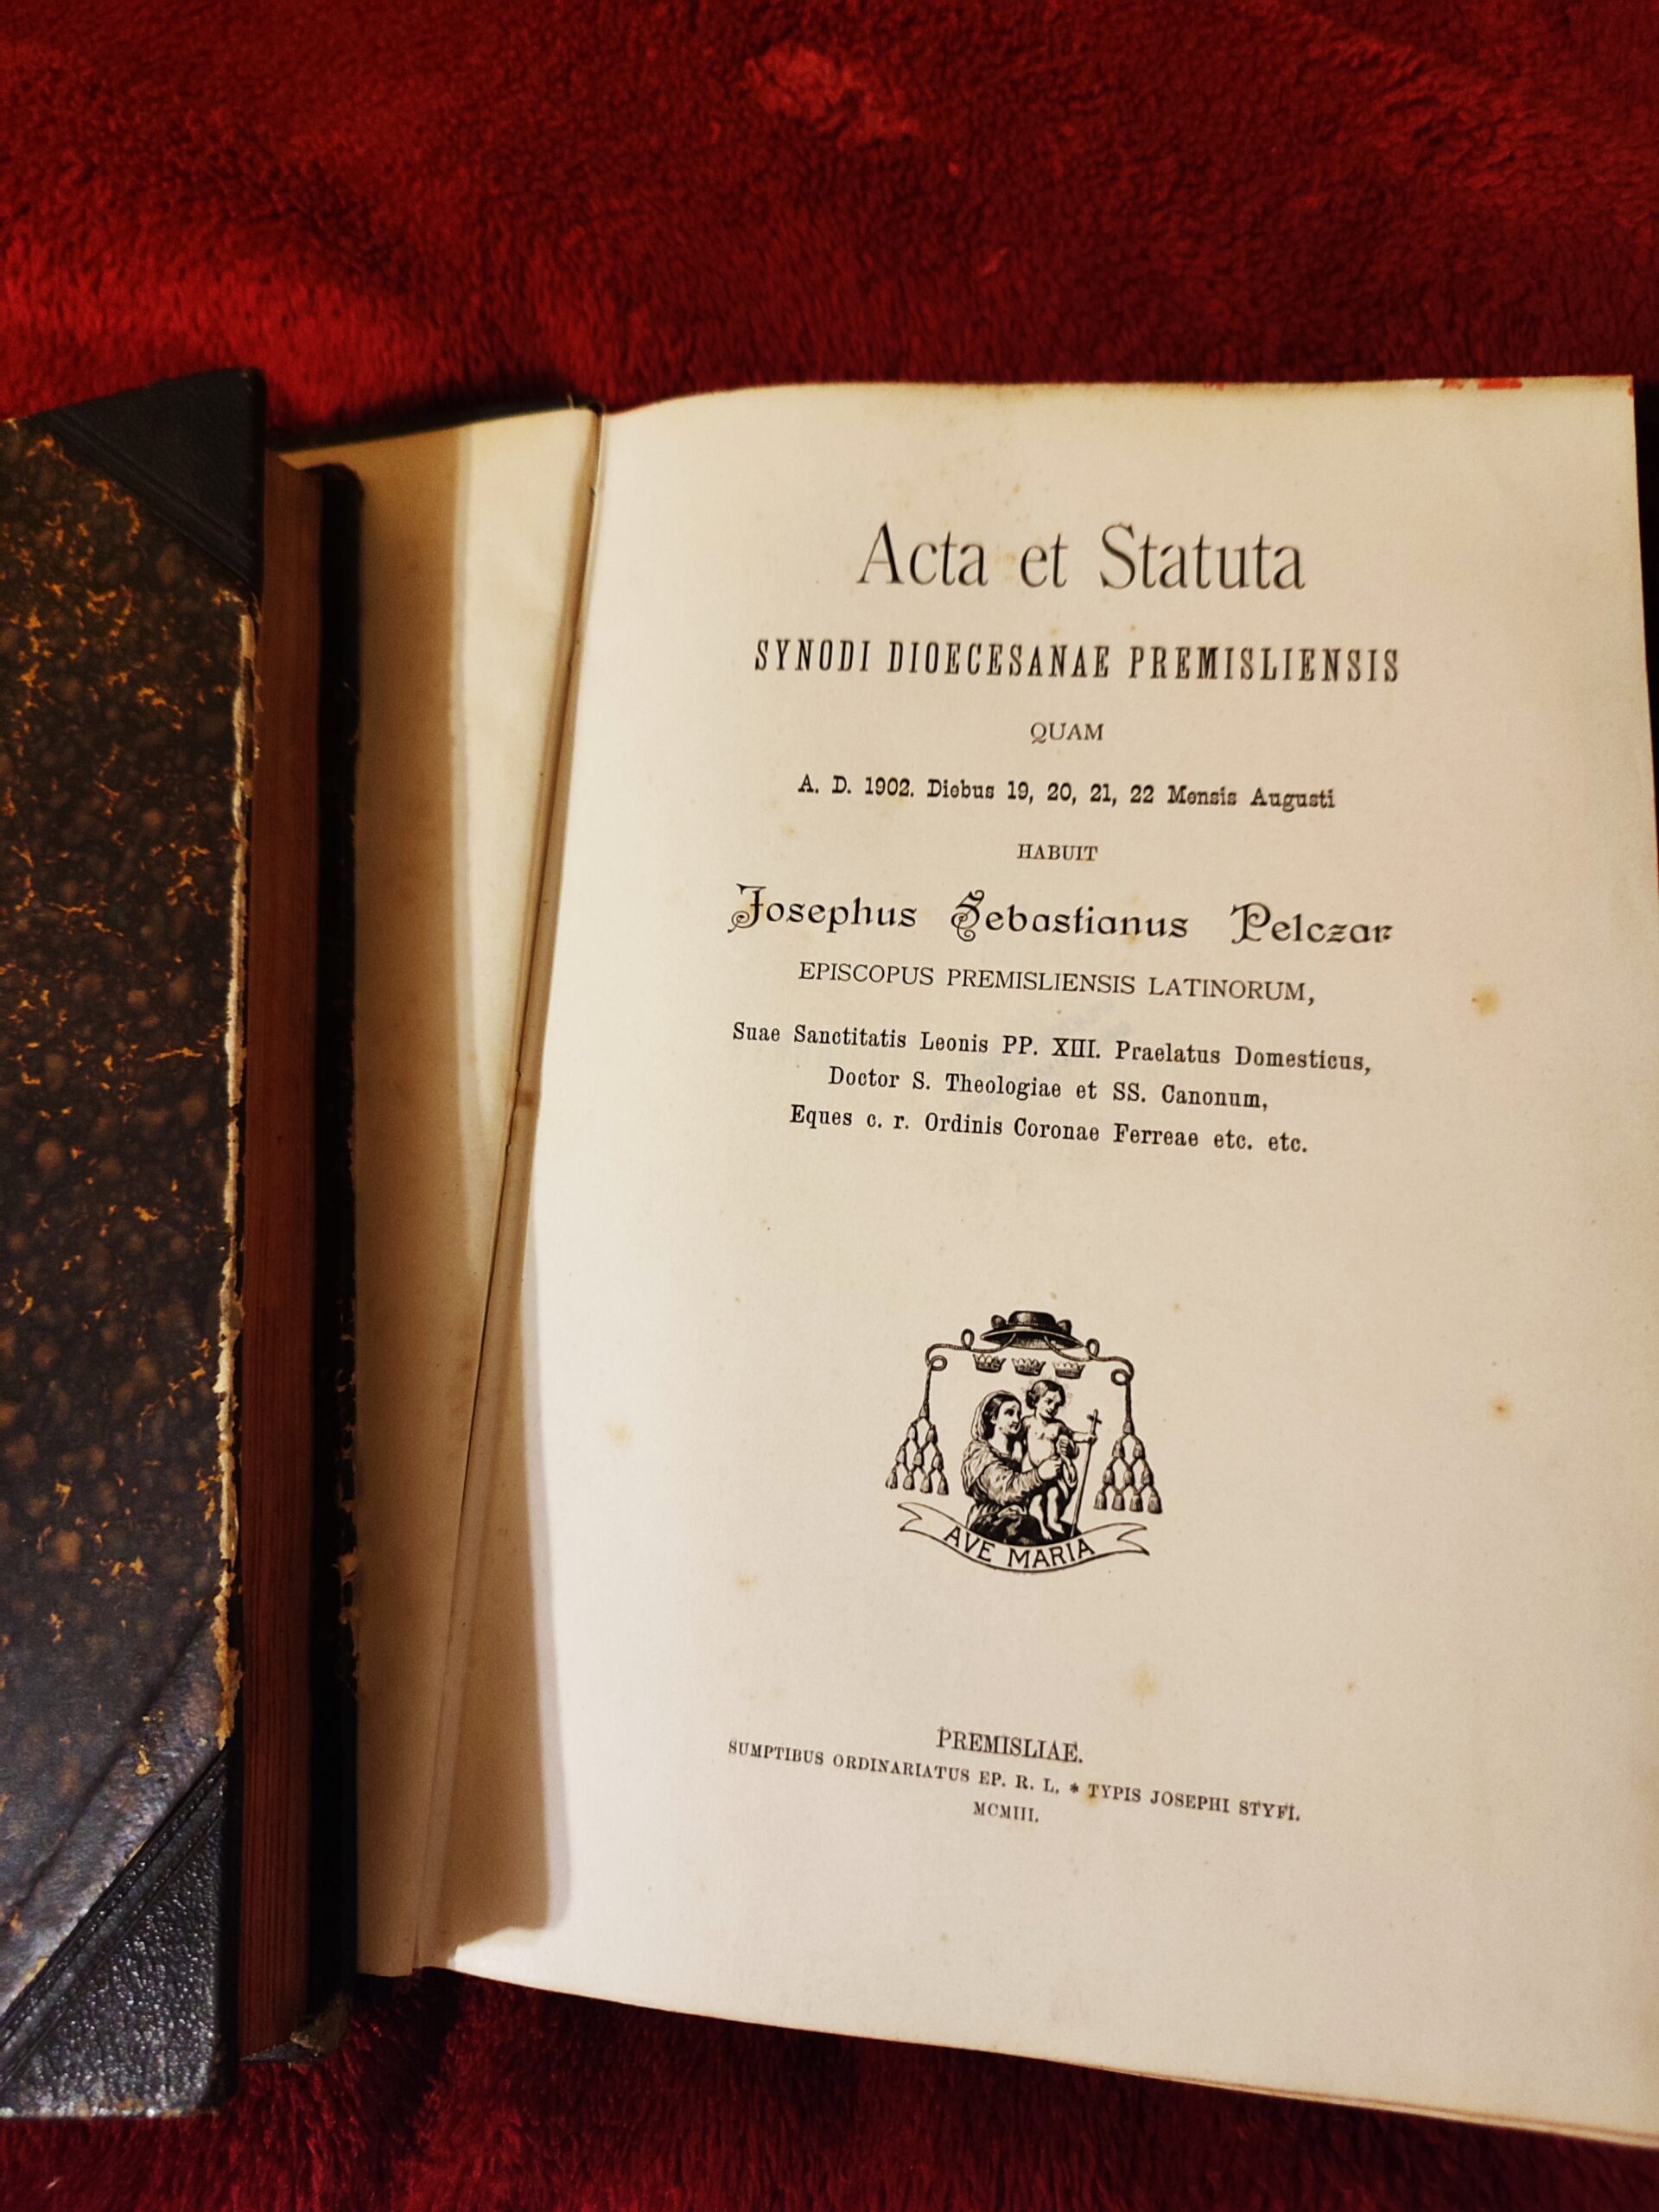 Acta et Statuta
SYNODI DIOECESANAE PREMISLIENSIS
QUAM
A. D. 1902. Diebus 19, 20, 21, 22 Mensis Augusti
HABUIT
Josephus Sebastianus Pelczar
EPISCOPUS PREMISLIENSIS LATINORUM,
Suae Sanctitatis Leonis PP. XIII. Praelatus Domesticus,
Doctor S. Theologiae et SS. Canonum,
Eques c. r. Ordinis Coronae Ferreae etc. etc.
AVE MARIA
PREMISLIAE.
SUMPTIBUS ORDINARIATUS EP. R. L. * TYPIS JOSEPHI STYFI.
MCMIII.